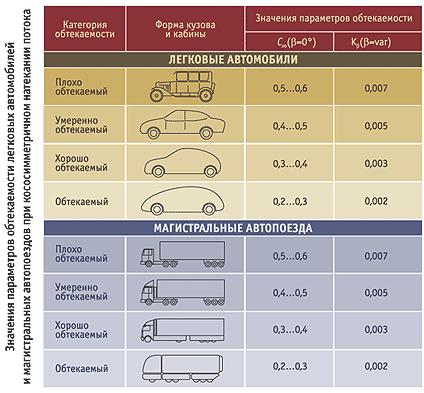 Значения параметров обтекаемости легковых автомобилей
и магистральных автопоездов при кососимметричном натекании потока
Категория
обтекаемости
Форма кузова
и кабины
Значения параметров обтекаемости
Cₓₒ(β=0°)
Kᵦ(β=var)
ЛЕГКОВЫЕ АВТОМОБИЛИ
Плохо
обтекаемый
0,5...0,6
0,007
Умеренно
обтекаемый
0,4...0,5
0,005
Хорошо
обтекаемый
0,3...0,4
0,003
Обтекаемый
0,2...0,3
0,002
МАГИСТРАЛЬНЫЕ АВТОПОЕЗДА
Плохо
обтекаемый
0,5...0,6
0,007
Умеренно
обтекаемый
0,4...0,5
0,005
Хорошо
обтекаемый
0,3...0,4
0,003
Обтекаемый
0,2...0,3
0,002